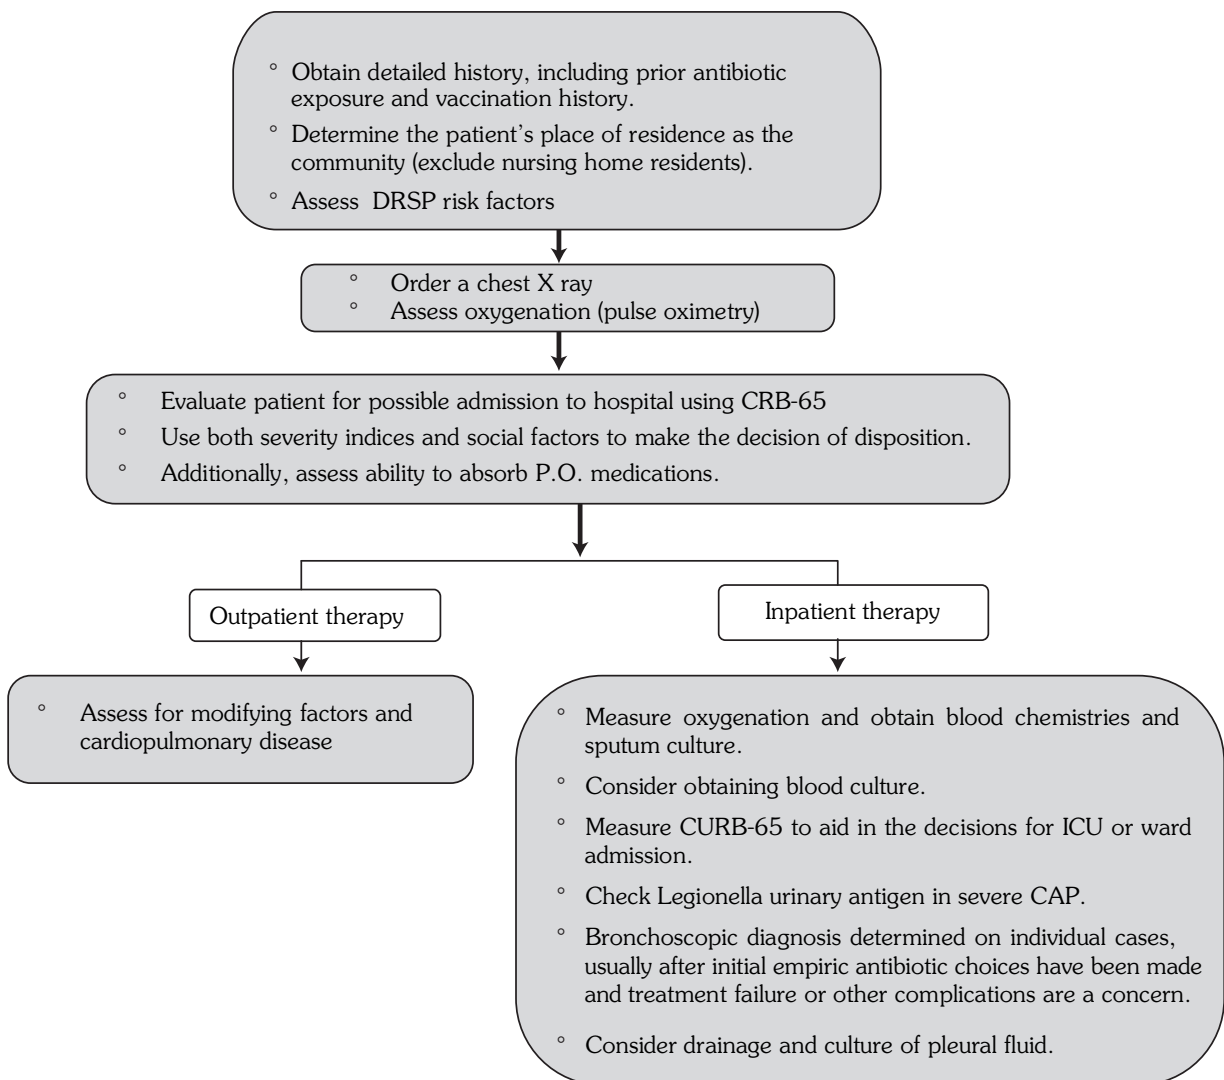 ° Obtain detailed history, including prior antibiotic
exposure and vaccination history.
° Determine the patient's place of residence as the
community (exclude nursing home residents).
° Assess DRSP risk factors
° Order a chest X ray
° Assess oxygenation (pulse oximetry)
° Evaluate patient for possible admission to hospital using CRB-65
° Use both severity indices and social factors to make the decision of disposition.
° Additionally, assess ability to absorb P.O. medications.
Outpatient therapy
° Assess for modifying factors and
cardiopulmonary disease
Inpatient therapy
° Measure oxygenation and obtain blood chemistries and
sputum culture.
° Consider obtaining blood culture.
° Measure CURB-65 to aid in the decisions for ICU or ward
admission.
° Check Legionella urinary antigen in severe CAP.
° Bronchoscopic diagnosis determined on individual cases,
usually after initial empiric antibiotic choices have been made
and treatment failure or other complications are a concern.
° Consider drainage and culture of pleural fluid.